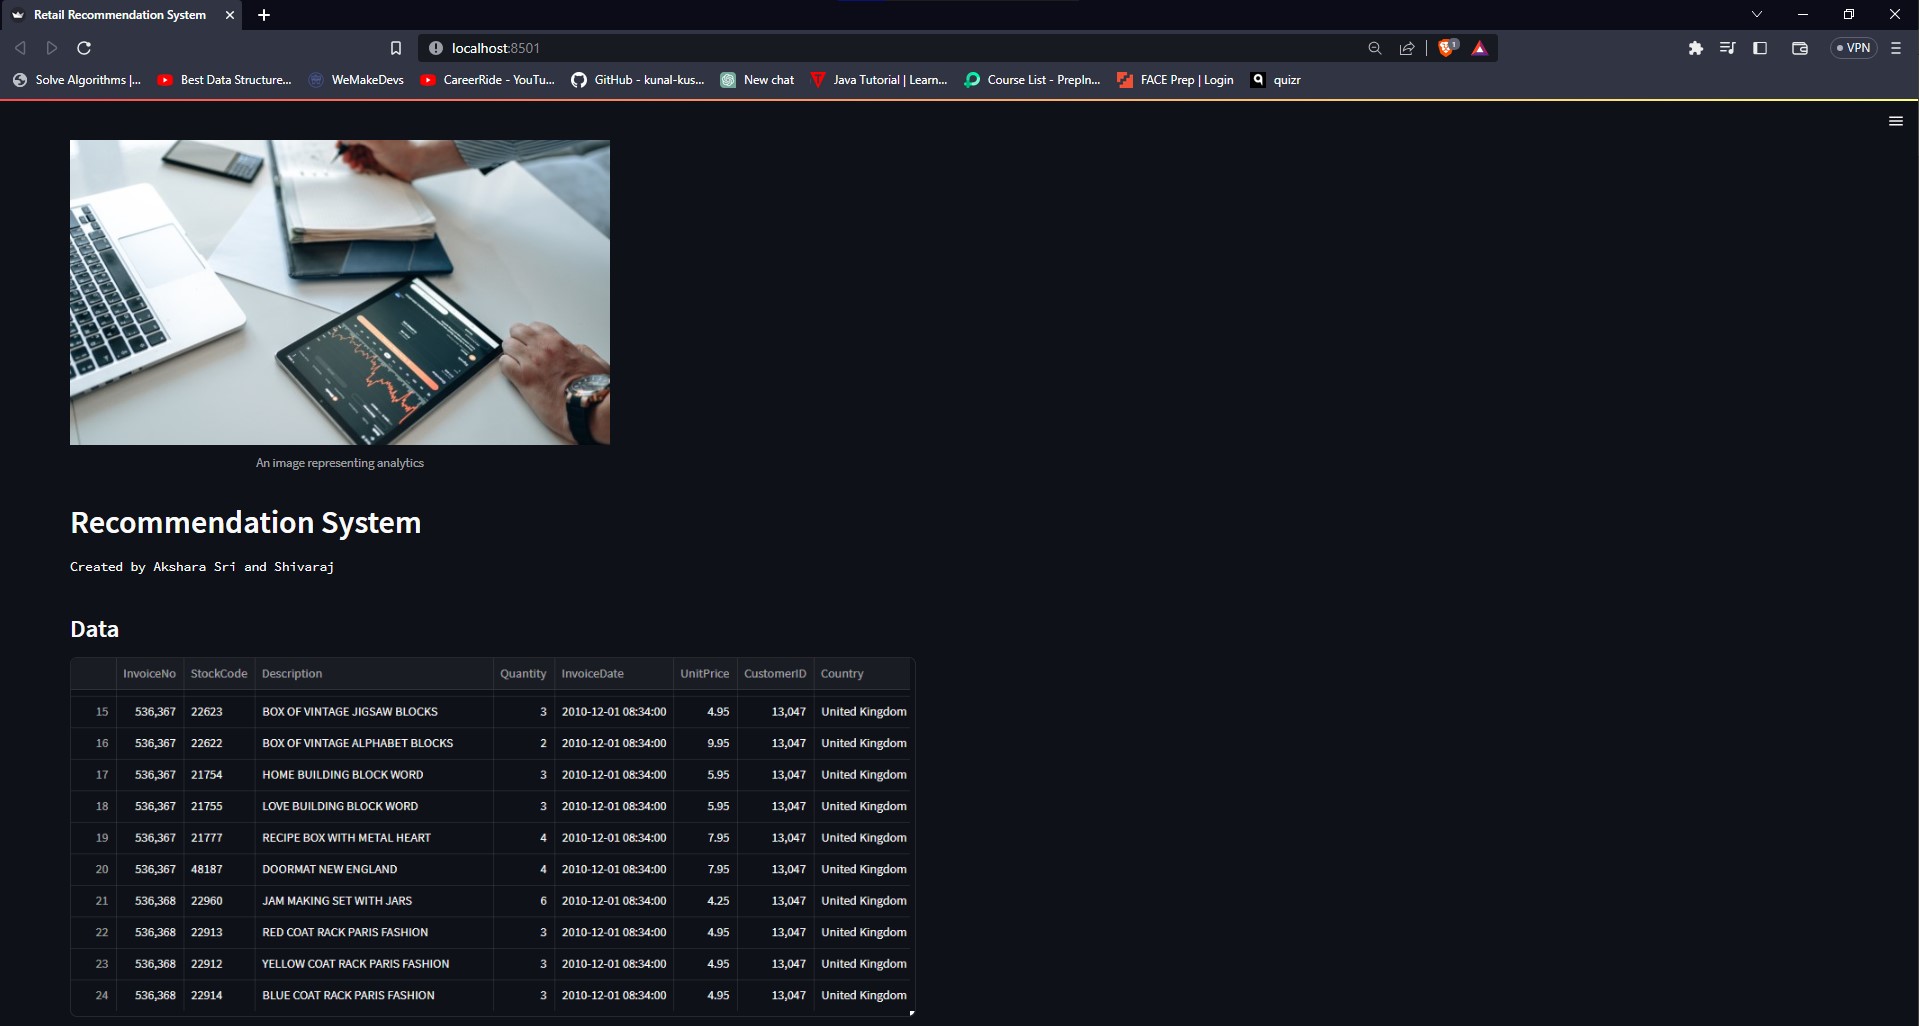 Retail Recommendation System
localhost:8501
1
VPN
Solve Algorithms |... Best Data Structure... WeMakeDevs CareerRide - YouTu... GitHub - kunal-kus... New chat Java Tutorial | Learn... Course List - PrepIn... FACE Prep | Login quizr
An image representing analytics
Recommendation System
Created by Akshara Sri and Shivaraj
Data
InvoiceNo StockCode Description Quantity InvoiceDate UnitPrice CustomerID Country
15 536,367 22623 BOX OF VINTAGE JIGSAW BLOCKS 3 2010-12-01 08:34:00 4.95 13,047 United Kingdom
16 536,367 22622 BOX OF VINTAGE ALPHABET BLOCKS 2 2010-12-01 08:34:00 9.95 13,047 United Kingdom
17 536,367 21754 HOME BUILDING BLOCK WORD 3 2010-12-01 08:34:00 5.95 13,047 United Kingdom
18 536,367 21755 LOVE BUILDING BLOCK WORD 3 2010-12-01 08:34:00 5.95 13,047 United Kingdom
19 536,367 21777 RECIPE BOX WITH METAL HEART 4 2010-12-01 08:34:00 7.95 13,047 United Kingdom
20 536,367 48187 DOORMAT NEW ENGLAND 4 2010-12-01 08:34:00 7.95 13,047 United Kingdom
21 536,368 22960 JAM MAKING SET WITH JARS 6 2010-12-01 08:34:00 4.25 13,047 United Kingdom
22 536,368 22913 RED COAT RACK PARIS FASHION 3 2010-12-01 08:34:00 4.95 13,047 United Kingdom
23 536,368 22912 YELLOW COAT RACK PARIS FASHION 3 2010-12-01 08:34:00 4.95 13,047 United Kingdom
24 536,368 22914 BLUE COAT RACK PARIS FASHION 3 2010-12-01 08:34:00 4.95 13,047 United Kingdom